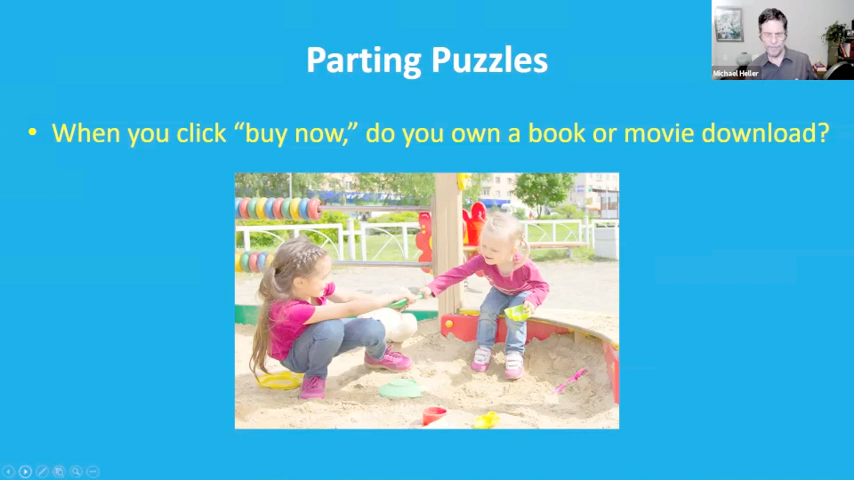 Parting Puzzles
Michael Heller
• When you click “buy now,” do you own a book or movie download?